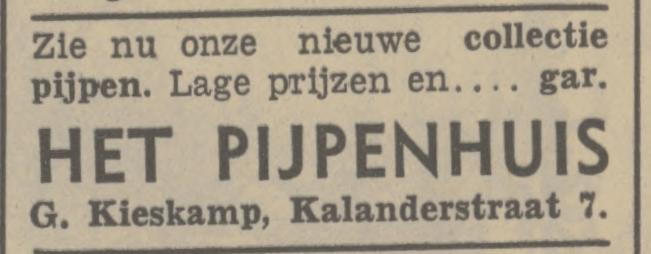 Zie nu onze nieuwe collectie
pijpen. Lage prijzen en.... gar.
HET PIJPENHUIS
G. Kieskamp, Kalanderstraat 7.